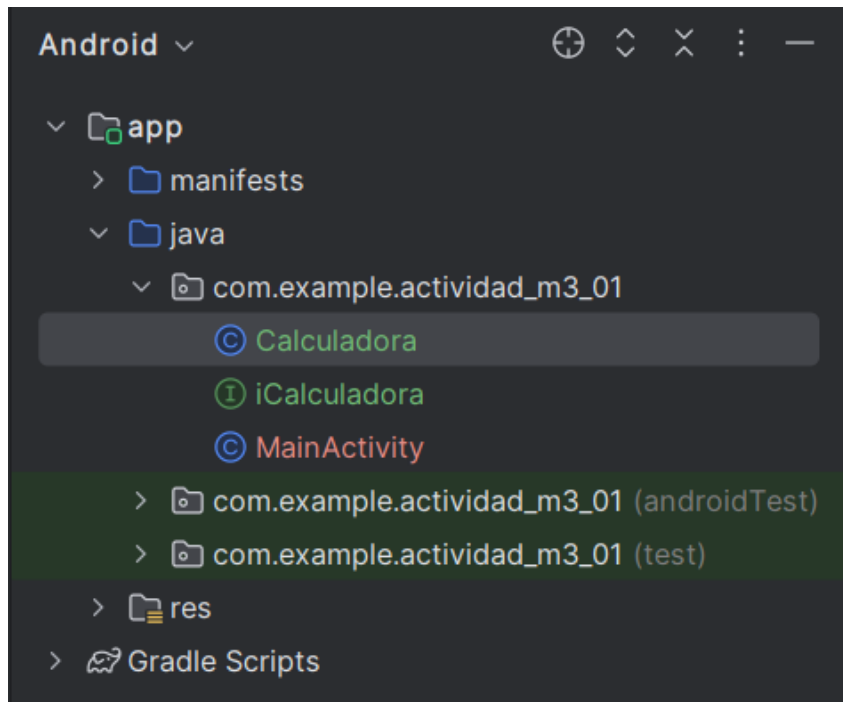 Android
app
manifests
java
com.example.actividad_m3_01
C Calculadora
I iCalculadora
C MainActivity
com.example.actividad_m3_01 (androidTest)
com.example.actividad_m3_01 (test)
res
Gradle Scripts